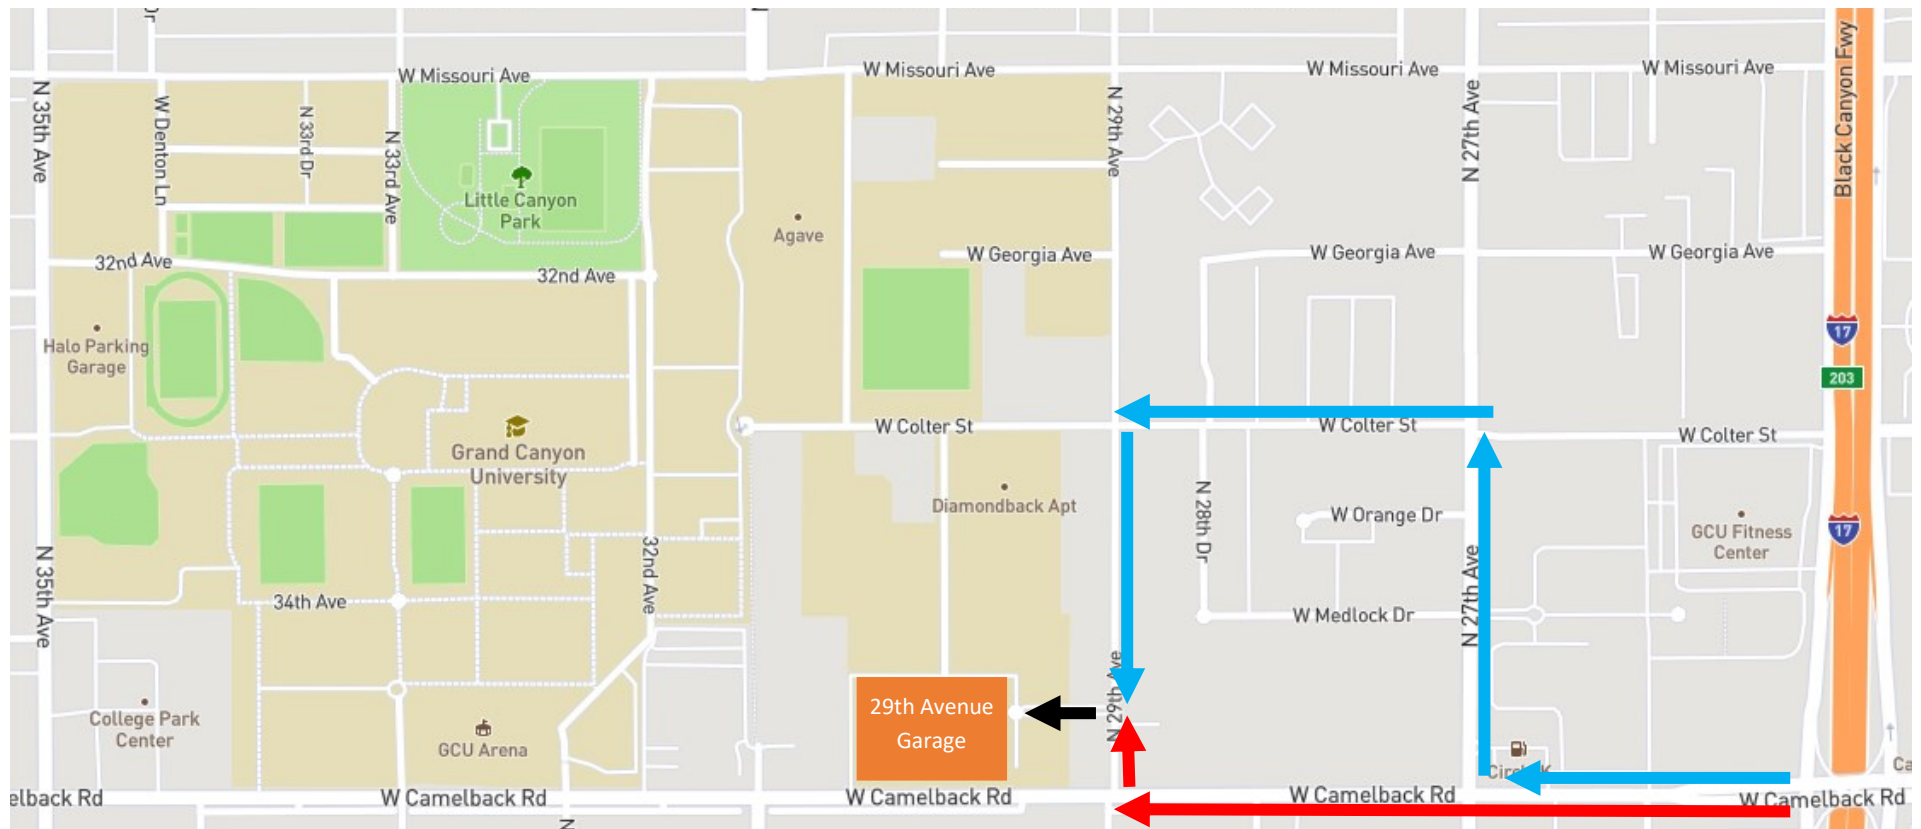 W Missouri Ave
W Missouri Ave
W Missouri Ave
W Missouri Ave
N 35th Ave
W Denton Ln
N 33rd Dr
N 33rd Ave
N 29th Ave
N 27th Ave
Black Canyon Fwy
Little Canyon
Park
Agave
32nd Ave
32nd Ave
W Georgia Ave
W Georgia Ave
W Georgia Ave
Halo Parking
Garage
17
203
W Colter St
W Colter St
W Colter St
Grand Canyon
University
Diamondback Apt
N 28th Dr
W Orange Dr
GCU Fitness
Center
17
N 35th Ave
32nd Ave
N 27th Ave
34th Ave
W Medlock Dr
N 29th Ave
29th Avenue
Garage
College Park
Center
GCU Arena
Circle K
Ca
elback Rd
W Camelback Rd
W Camelback Rd
W Camelback Rd
W Camelback Rd
N